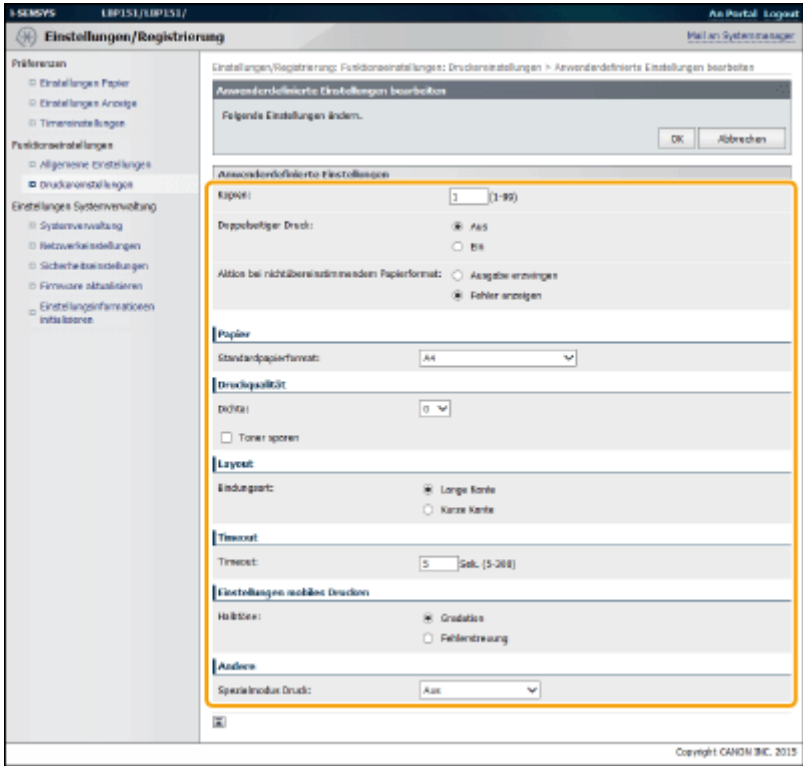 i-SENSYS LBP151/LBP151/ An Portal Logout
Einstellungen/Registrierung Mail an Systemmanager
Präferenzen
Einstellungen Papier
Einstellungen Anzeige
Timereinstellungen
Funktionseinstellungen
Allgemeine Einstellungen
Druckereinstellungen
Einstellungen Systemverwaltung
Systemverwaltung
Netzwerkeinstellungen
Sicherheitseinstellungen
Firmware aktualisieren
Einstellungsinformationen
initialisieren
Einstellungen/Registrierung: Funktionseinstellungen: Druckereinstellungen > Anwenderdefinierte Einstellungen bearbeiten
Anwenderdefinierte Einstellungen bearbeiten
Folgende Einstellungen ändern.
OK Abbrechen
Anwenderdefinierte Einstellungen
Kopien: 1 (1-99)
Doppelseitiger Druck: Aus
Ein
Aktion bei nichtübereinstimmendem Papierformat: Ausgabe erzwingen
Fehler anzeigen
Papier
Standardpapierformat: A4
Druckqualität
Dichte: 0
Toner sparen
Layout
Bindungsart: Lange Kante
Kurze Kante
Timeout
Timeout: 5 Sek. (5-300)
Einstellungen mobiles Drucken
Halbtöne: Gradation
Fehlerstreuung
Andere
Spezialmodus Druck: Aus
Copyright CANON INC. 2015